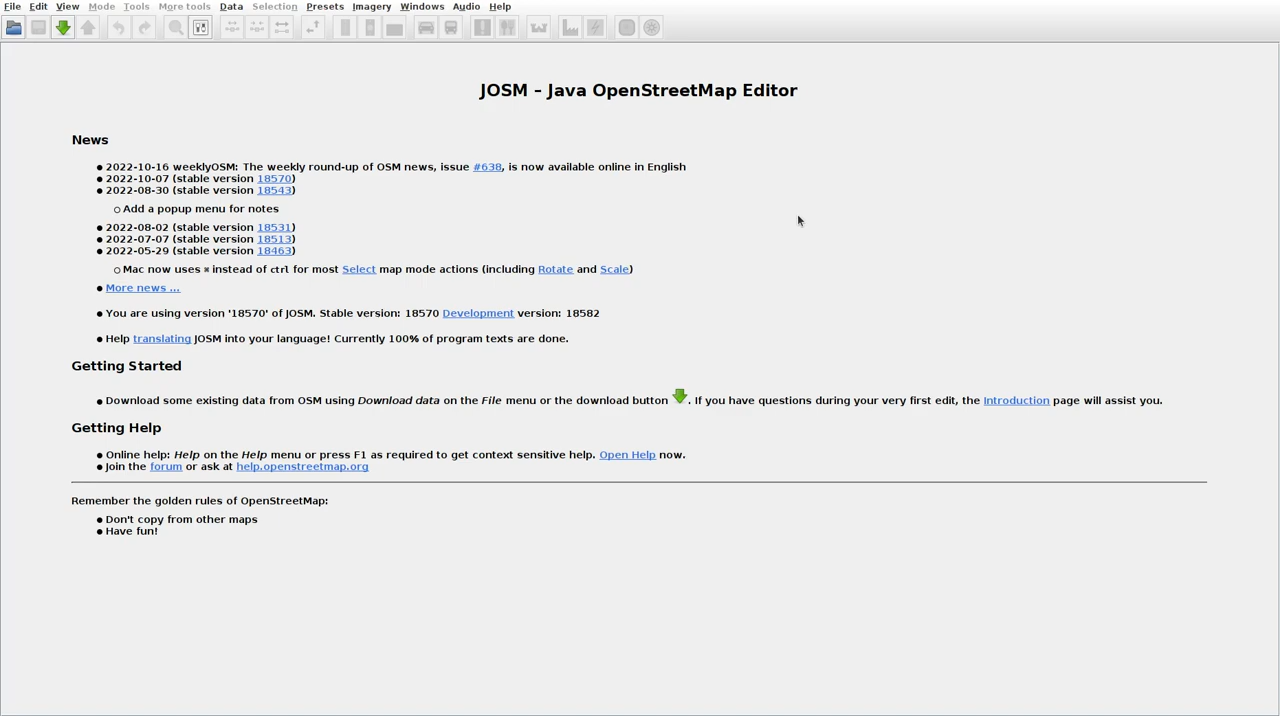 File Edit View Mode Tools More tools Data Selection Presets Imagery Windows Audio Help
JOSM – Java OpenStreetMap Editor
News
2022-10-16 weeklyOSM: The weekly round-up of OSM news, issue #638, is now available online in English
2022-10-07 (stable version 18570)
2022-08-30 (stable version 18543)
Add a popup menu for notes
2022-08-02 (stable version 18531)
2022-07-07 (stable version 18513)
2022-05-29 (stable version 18463)
Mac now uses ⌘ instead of ctrl for most Select map mode actions (including Rotate and Scale)
More news ...
You are using version '18570' of JOSM. Stable version: 18570 Development version: 18582
Help translating JOSM into your language! Currently 100% of program texts are done.
Getting Started
Download some existing data from OSM using Download data on the File menu or the download button . If you have questions during your very first edit, the Introduction page will assist you.
Getting Help
Online help: Help on the Help menu or press F1 as required to get context sensitive help. Open Help now.
Join the forum or ask at help.openstreetmap.org
Remember the golden rules of OpenStreetMap:
Don't copy from other maps
Have fun!